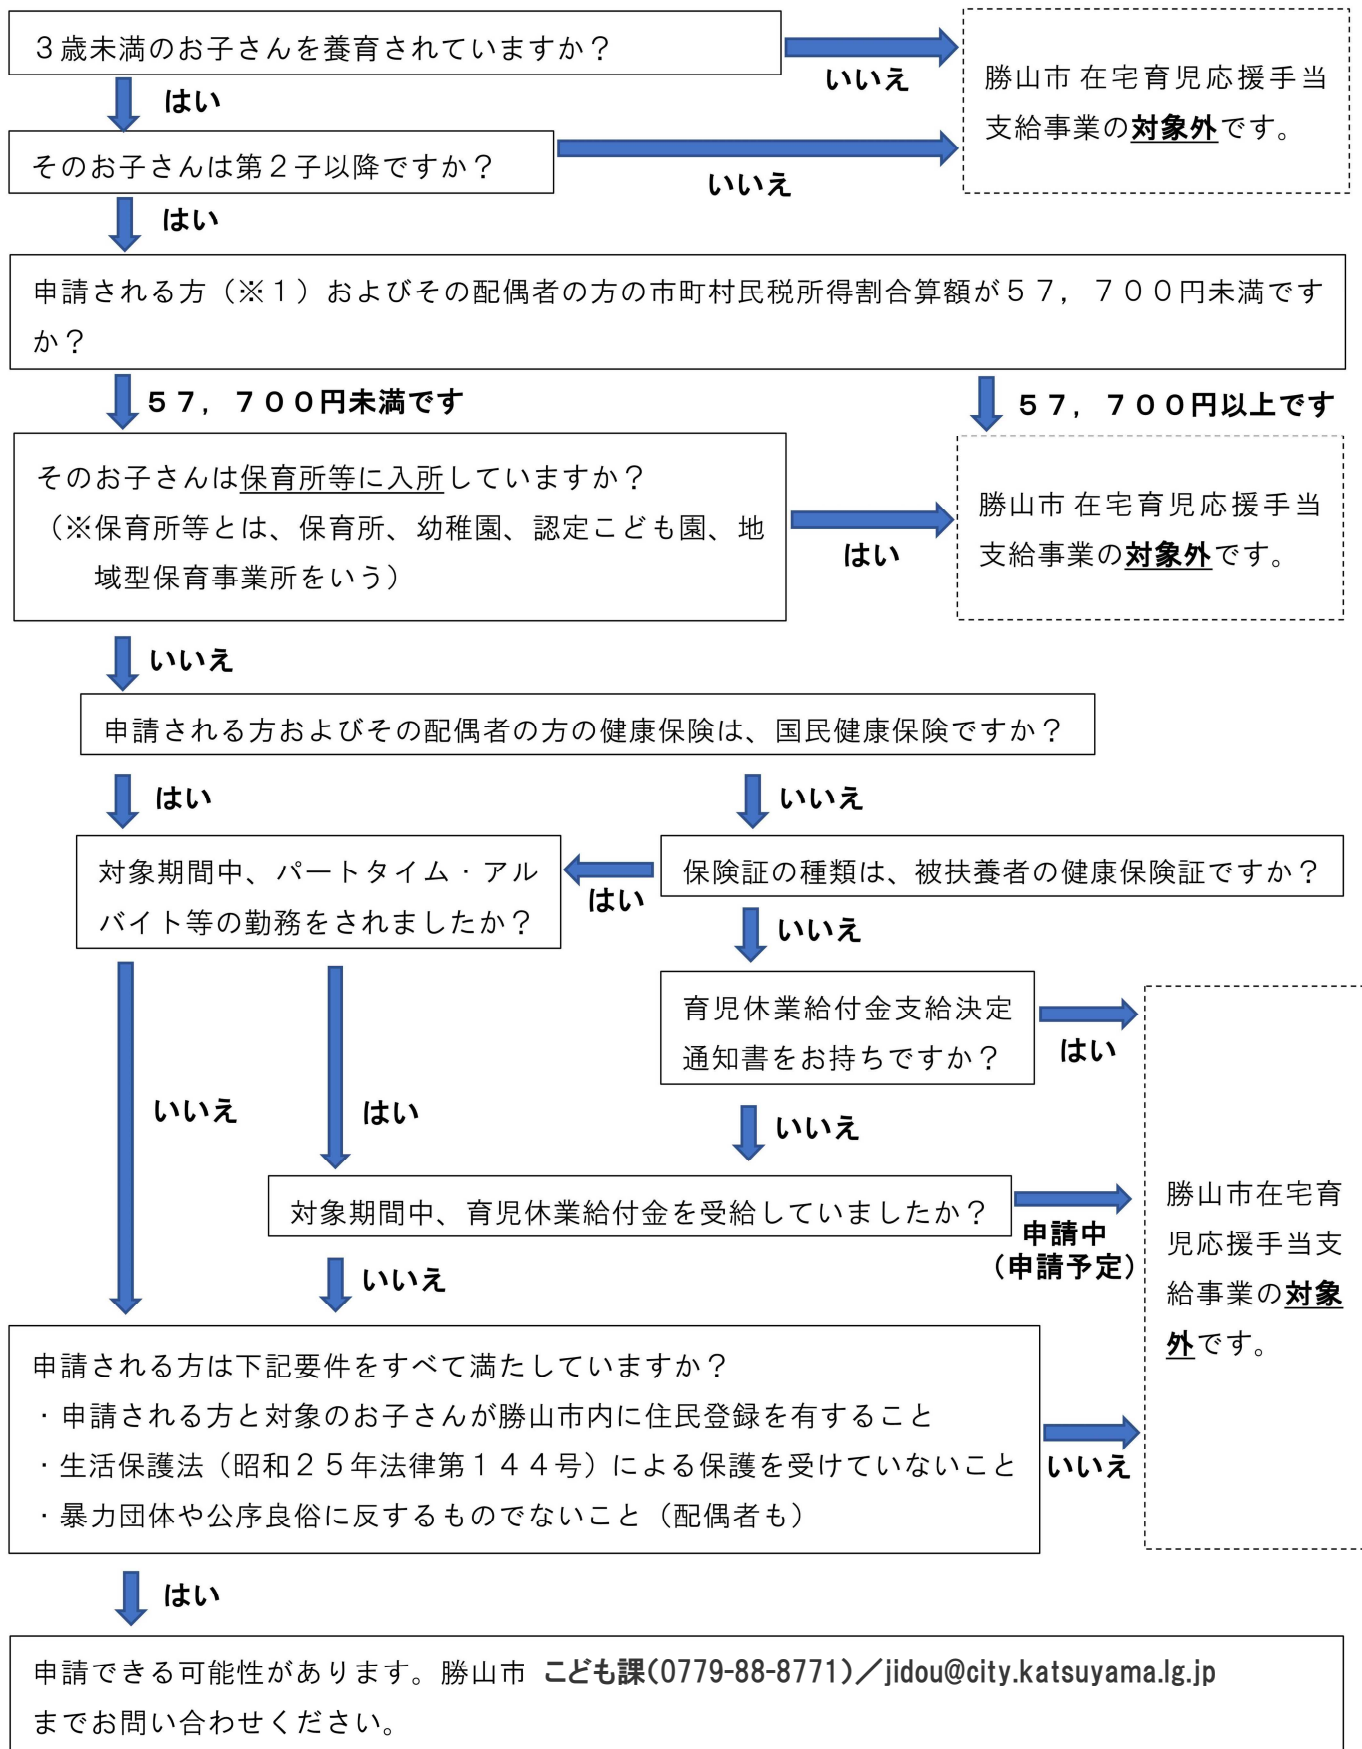 ３歳未満のお子さんを養育されていますか？
いいえ
勝山市 在宅育児応援手当
支給事業の対象外です。
はい
そのお子さんは第２子以降ですか？
いいえ
はい
申請される方（※１）およびその配偶者の方の市町村民税所得割合算額が５７，７００円未満です
か？
５７，７００円未満です
５７，７００円以上です
そのお子さんは保育所等に入所していますか？
（※保育所等とは、保育所、幼稚園、認定こども園、地
域型保育事業所をいう）
はい
勝山市 在宅育児応援手当
支給事業の対象外です。
いいえ
申請される方およびその配偶者の方の健康保険は、国民健康保険ですか？
はい
いいえ
対象期間中、パートタイム・アル
バイト等の勤務をされましたか？
はい
保険証の種類は、被扶養者の健康保険証ですか？
いいえ
育児休業給付金支給決定
通知書をお持ちですか？
はい
いいえ
はい
いいえ
対象期間中、育児休業給付金を受給していましたか？
申請中
（申請予定）
勝山市在宅育
児応援手当支
給事業の対象
外です。
いいえ
申請される方は下記要件をすべて満たしていますか？
・申請される方と対象のお子さんが勝山市内に住民登録を有すること
・生活保護法（昭和２５年法律第１４４号）による保護を受けていないこと
・暴力団体や公序良俗に反するものでないこと（配偶者も）
いいえ
はい
申請できる可能性があります。勝山市 こども課(0779-88-8771)／jidou@city.katsuyama.lg.jp
までお問い合わせください。